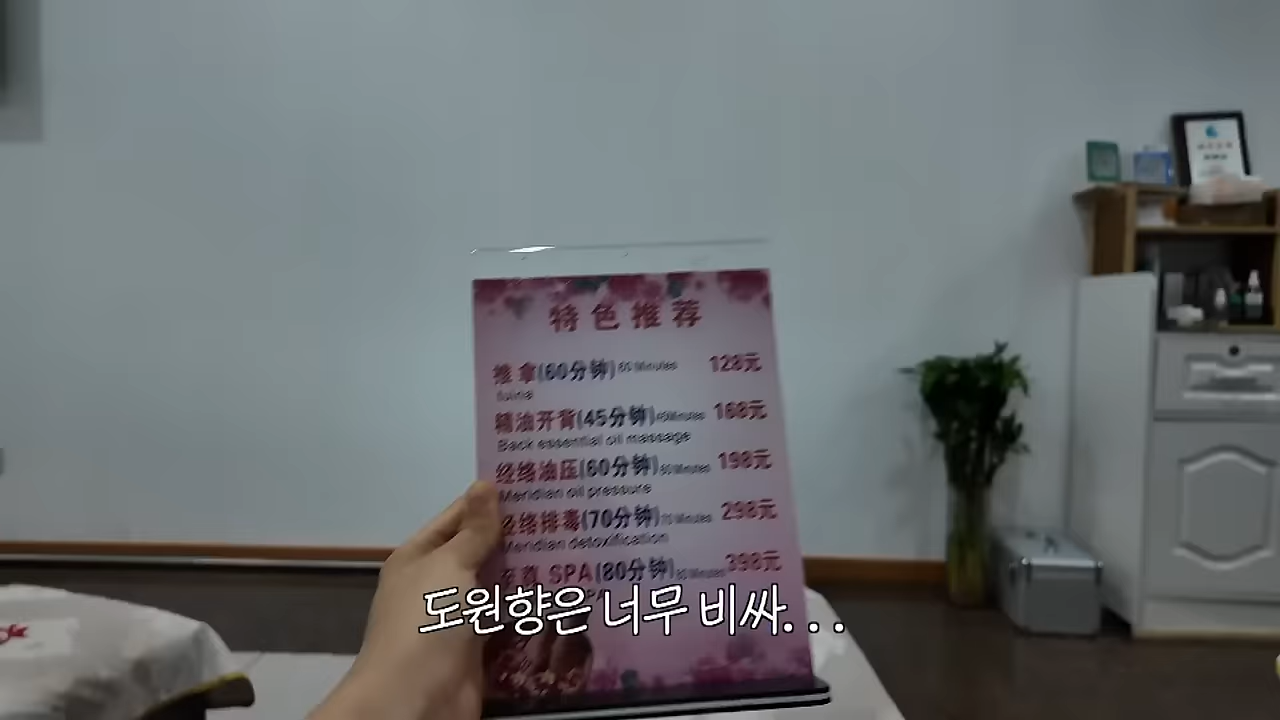 特色推荐
推拿(60分钟) 60 Minutes 128元
tuina
精油开背(45分钟) 45Minutes 168元
Back essential oil massage
经络油压(60分钟) 60 Minutes 198元
Meridian oil pressure
经络排毒(70分钟) 70 Minutes 298元
Meridian detoxification
至尊 SPA(80分钟) 80 Minutes 398元
도원향은 너무 비싸...